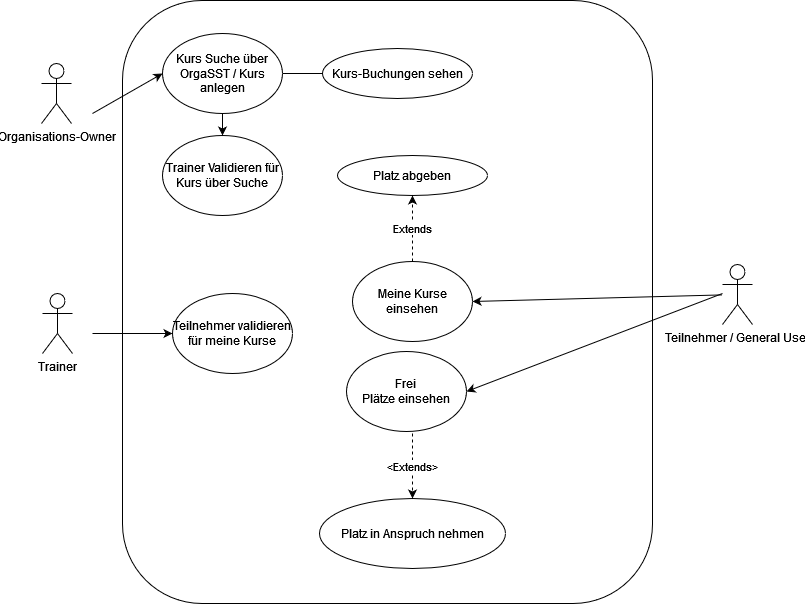 Kurs Suche über
OrgaSST / Kurs
anlegen
Kurs-Buchungen sehen
Organisations-Owner
Trainer Validieren für
Kurs über Suche
Platz abgeben
Extends
Meine Kurse
einsehen
Teilnehmer / General Use
Teilnehmer validieren
für meine Kurse
Trainer
Frei
Plätze einsehen
<Extends>
Platz in Anspruch nehmen